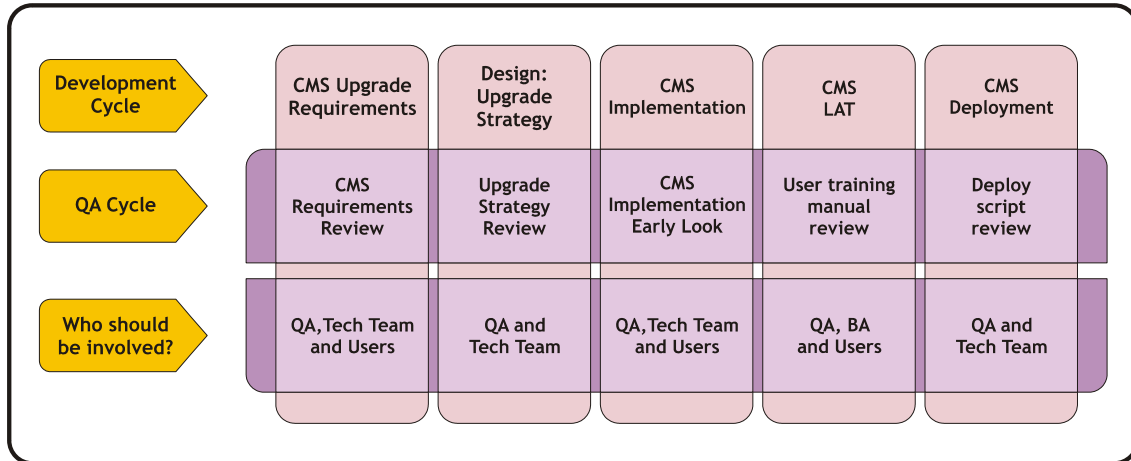 Development
Cycle
CMS Upgrade
Requirements
Design:
Upgrade
Strategy
CMS
Implementation
CMS
LAT
CMS
Deployment
QA Cycle
CMS
Requirements
Review
Upgrade
Strategy
Review
CMS
Implementation
Early Look
User training
manual
review
Deploy
script
review
Who should
be involved?
QA,Tech Team
and Users
QA and
Tech Team
QA,Tech Team
and Users
QA, BA
and Users
QA and
Tech Team